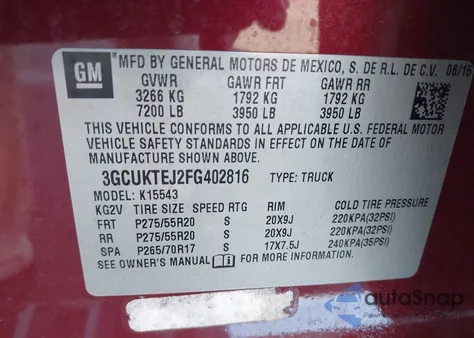 GM
*MFD BY GENERAL MOTORS DE MEXICO, S. DE R.L. DE C.V. 06/15
GVWR GAWR FRT GAWR RR
3266 KG 1792 KG 1792 KG
7200 LB 3950 LB 3950 LB
THIS VEHICLE CONFORMS TO ALL APPLICABLE U.S. FEDERAL MOTOR
VEHICLE SAFETY STANDARDS IN EFFECT ON THE DATE OF MANUFACTURE
SHOWN ABOVE.
3GCUKTEJ2FG402816 TYPE: TRUCK
MODEL: K15543
KG2V TIRE SIZE SPEED RTG RIM COLD TIRE PRESSURE
FRT P275/55R20 S 20X9J 220KPA(32PSI)
RR P275/55R20 S 20X9J 220KPA(32PSI)
SPA P265/70R17 S 17X7.5J 240KPA(35PSI)
SEE OWNER'S MANUAL FOR MORE INFORMATION.
autoSnap